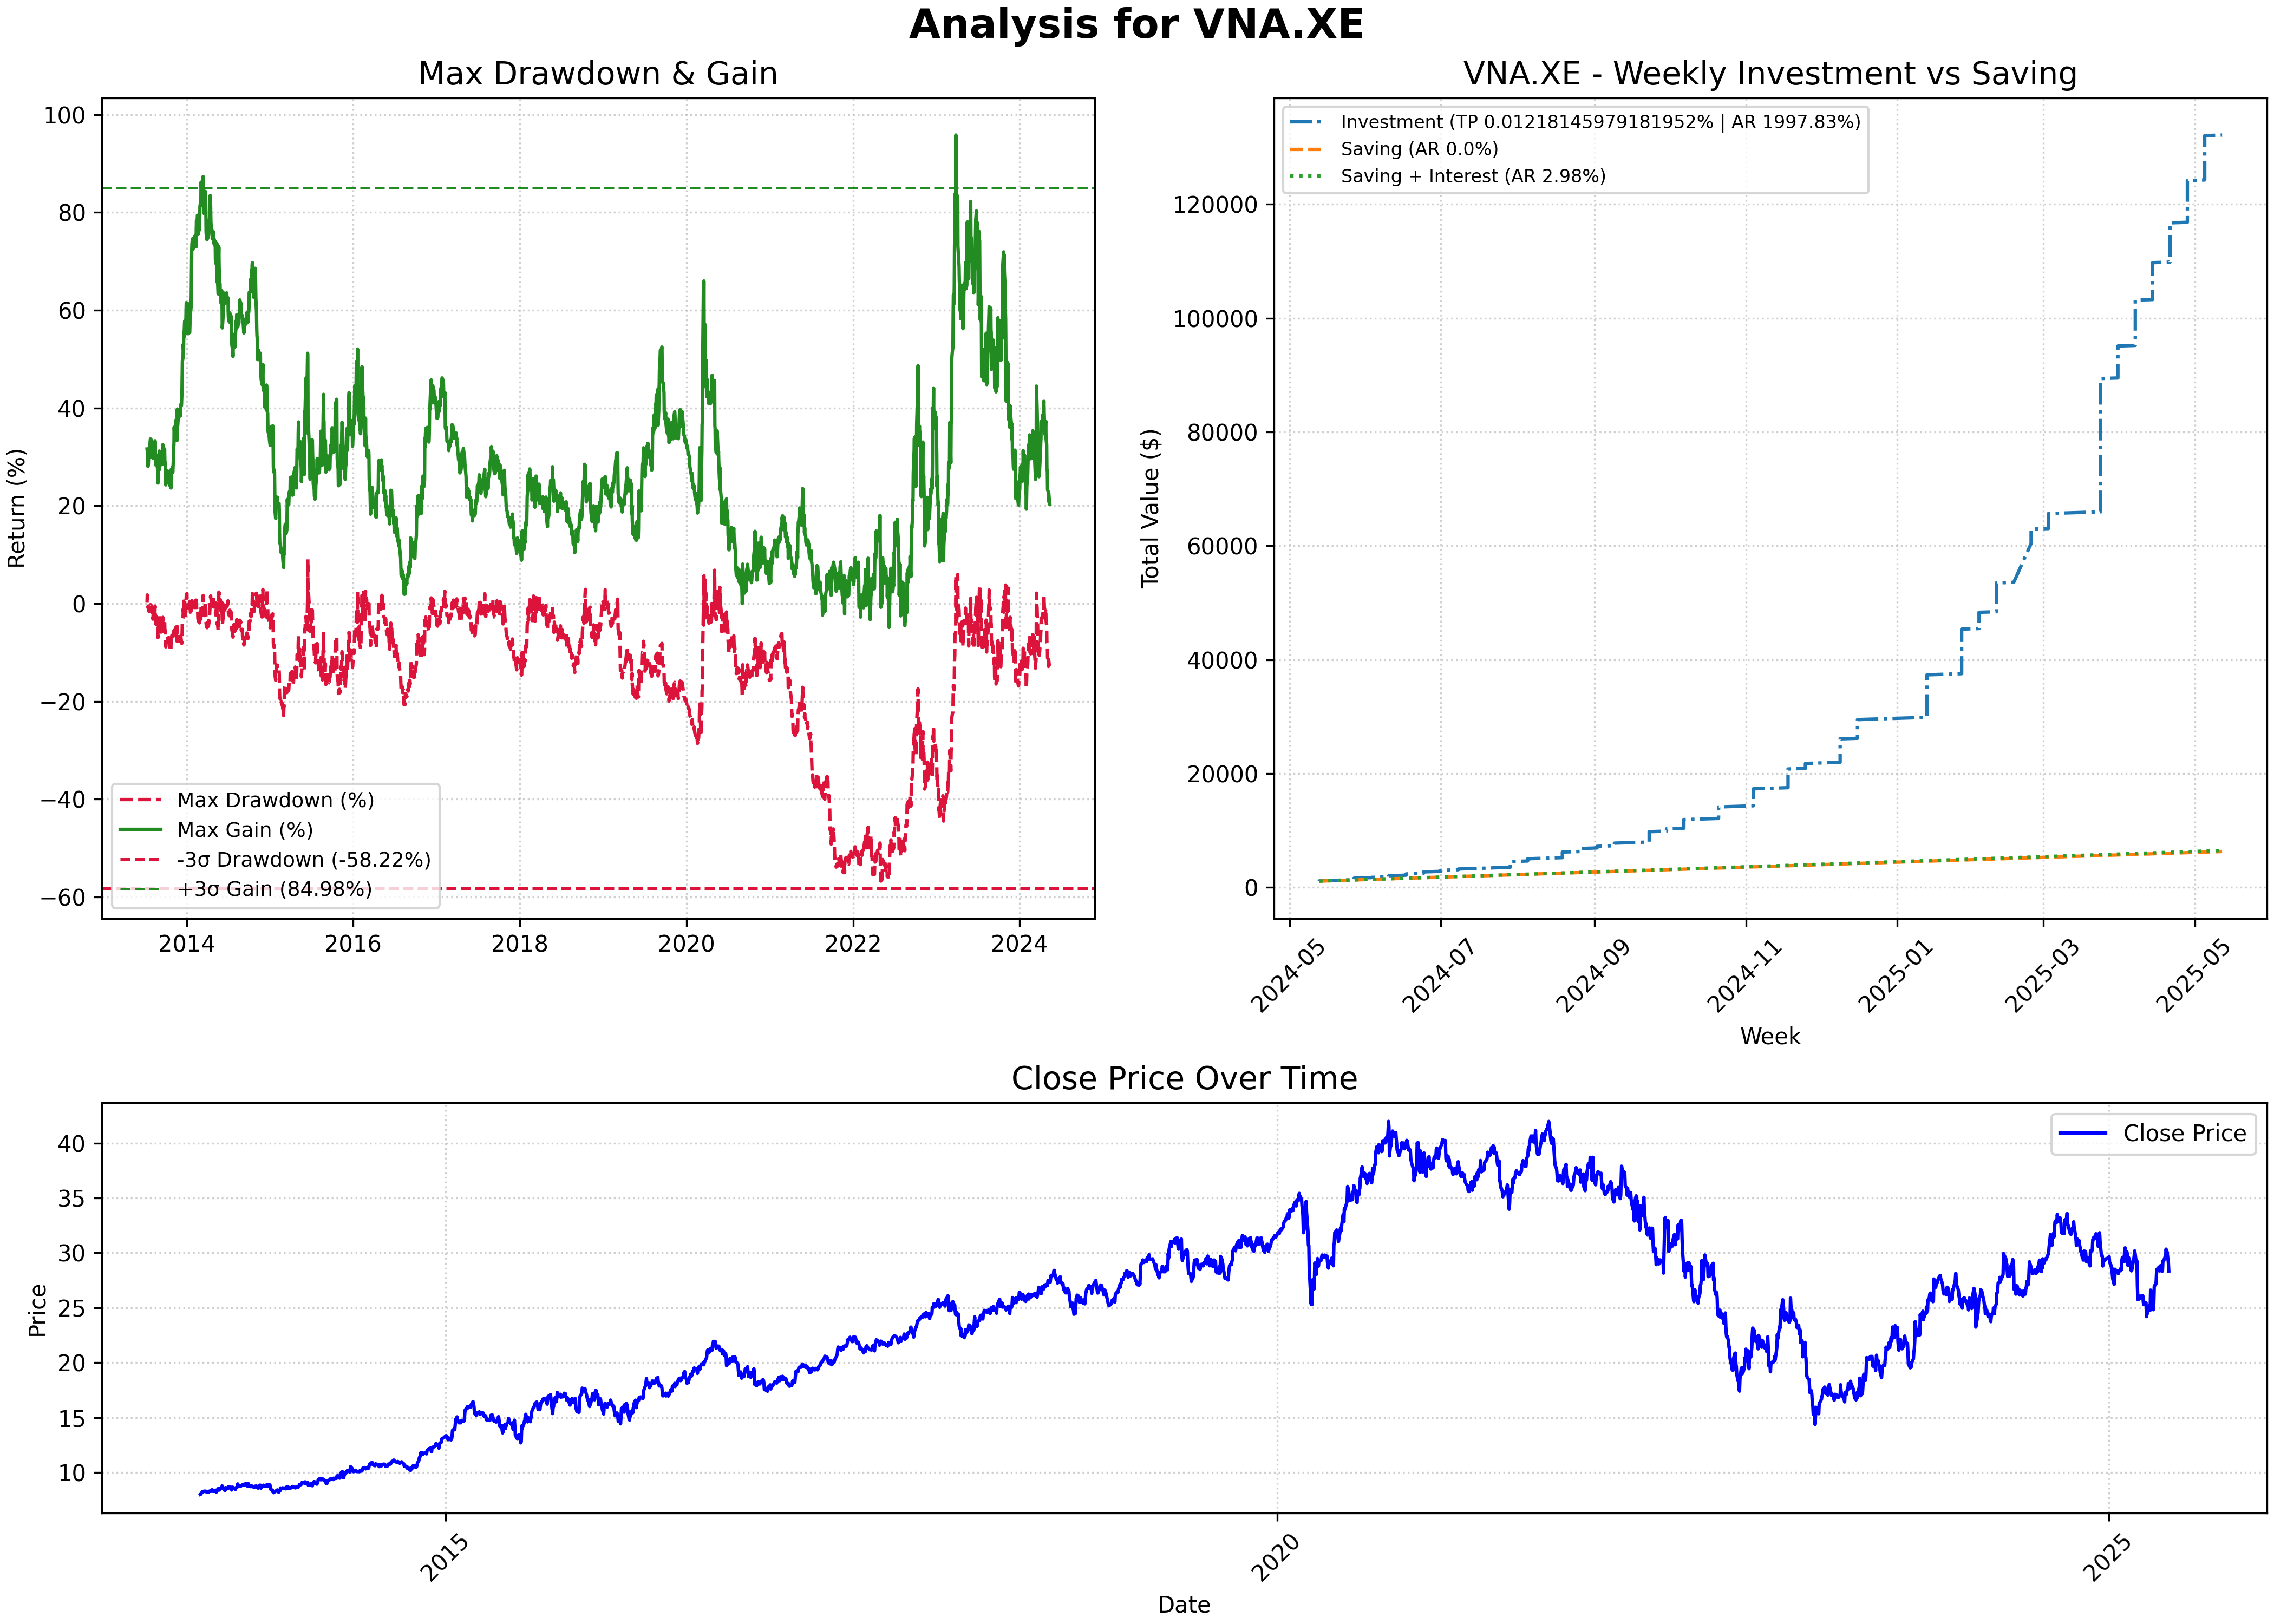 Analysis for VNA.XE
Max Drawdown & Gain
Return (%)
100
80
60
40
20
0
−20
−40
−60
Max Drawdown (%)
Max Gain (%)
-3σ Drawdown (-58.22%)
+3σ Gain (84.98%)
2014
2016
2018
2020
2022
2024
VNA.XE - Weekly Investment vs Saving
Total Value ($)
120000
100000
80000
60000
40000
20000
0
Investment (TP 0.01218145979181952% | AR 1997.83%)
Saving (AR 0.0%)
Saving + Interest (AR 2.98%)
2024-05
2024-07
2024-09
2024-11
2025-01
2025-03
2025-05
Week
Close Price Over Time
Price
40
35
30
25
20
15
10
Close Price
2015
2020
2025
Date